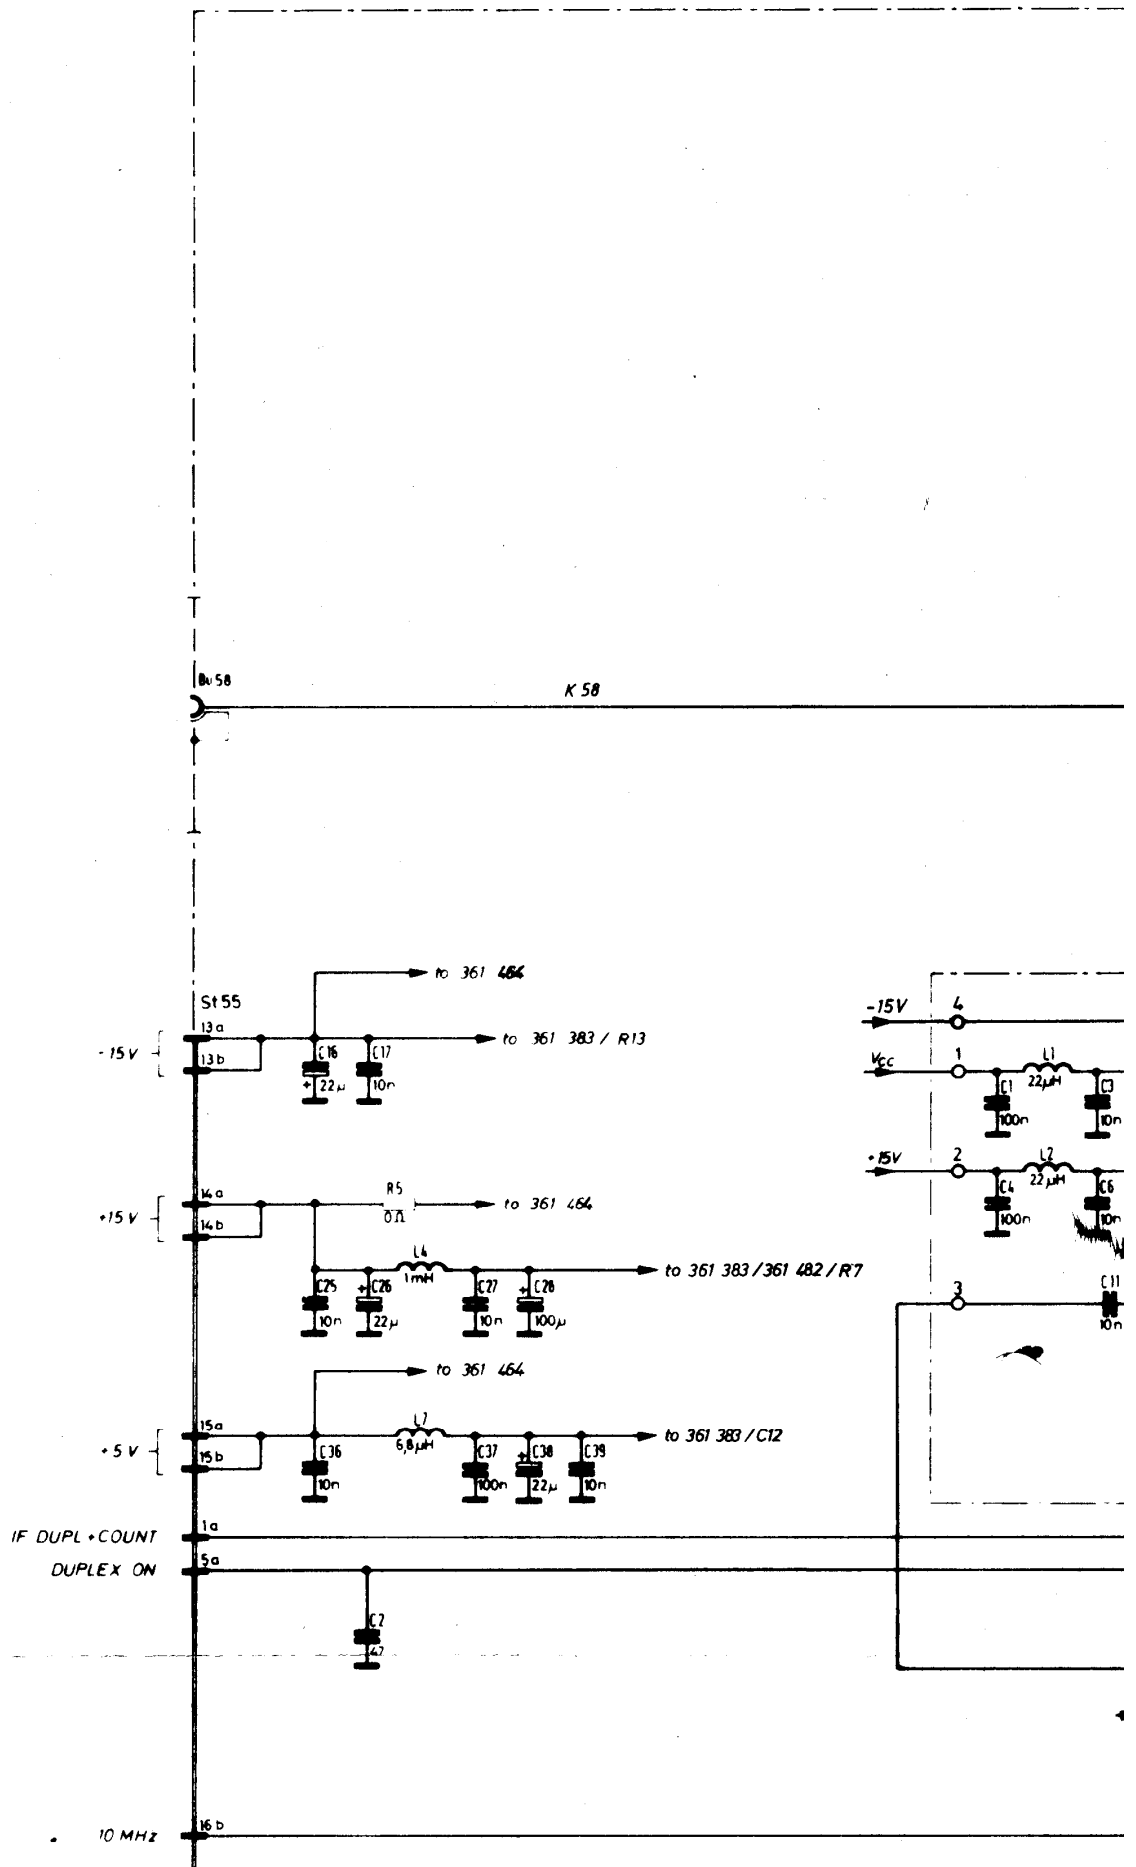 Bu 58
K 58
to 361 464
St 55
13a
-15V
13b
C16
22µ
C17
10n
to 361 383 / R13
-15V
4
Vcc
1
C1
100n
L1
22µH
C3
10n
14a
+15V
14b
R5
0Ω
to 361 464
+15V
2
C4
100n
L2
22µH
C6
10n
C25
10n
+
C26
22µ
L4
1mH
C27
10n
+
C28
100µ
to 361 383/361 482/R7
3
C11
10n
to 361 464
15a
+5V
15b
C36
10n
L7
6,8µH
C37
100n
+
C38
22µ
C39
10n
to 361 383/C12
IF DUPL+COUNT
1a
DUPLEX ON
5a
C2
47
10 MHz
16b